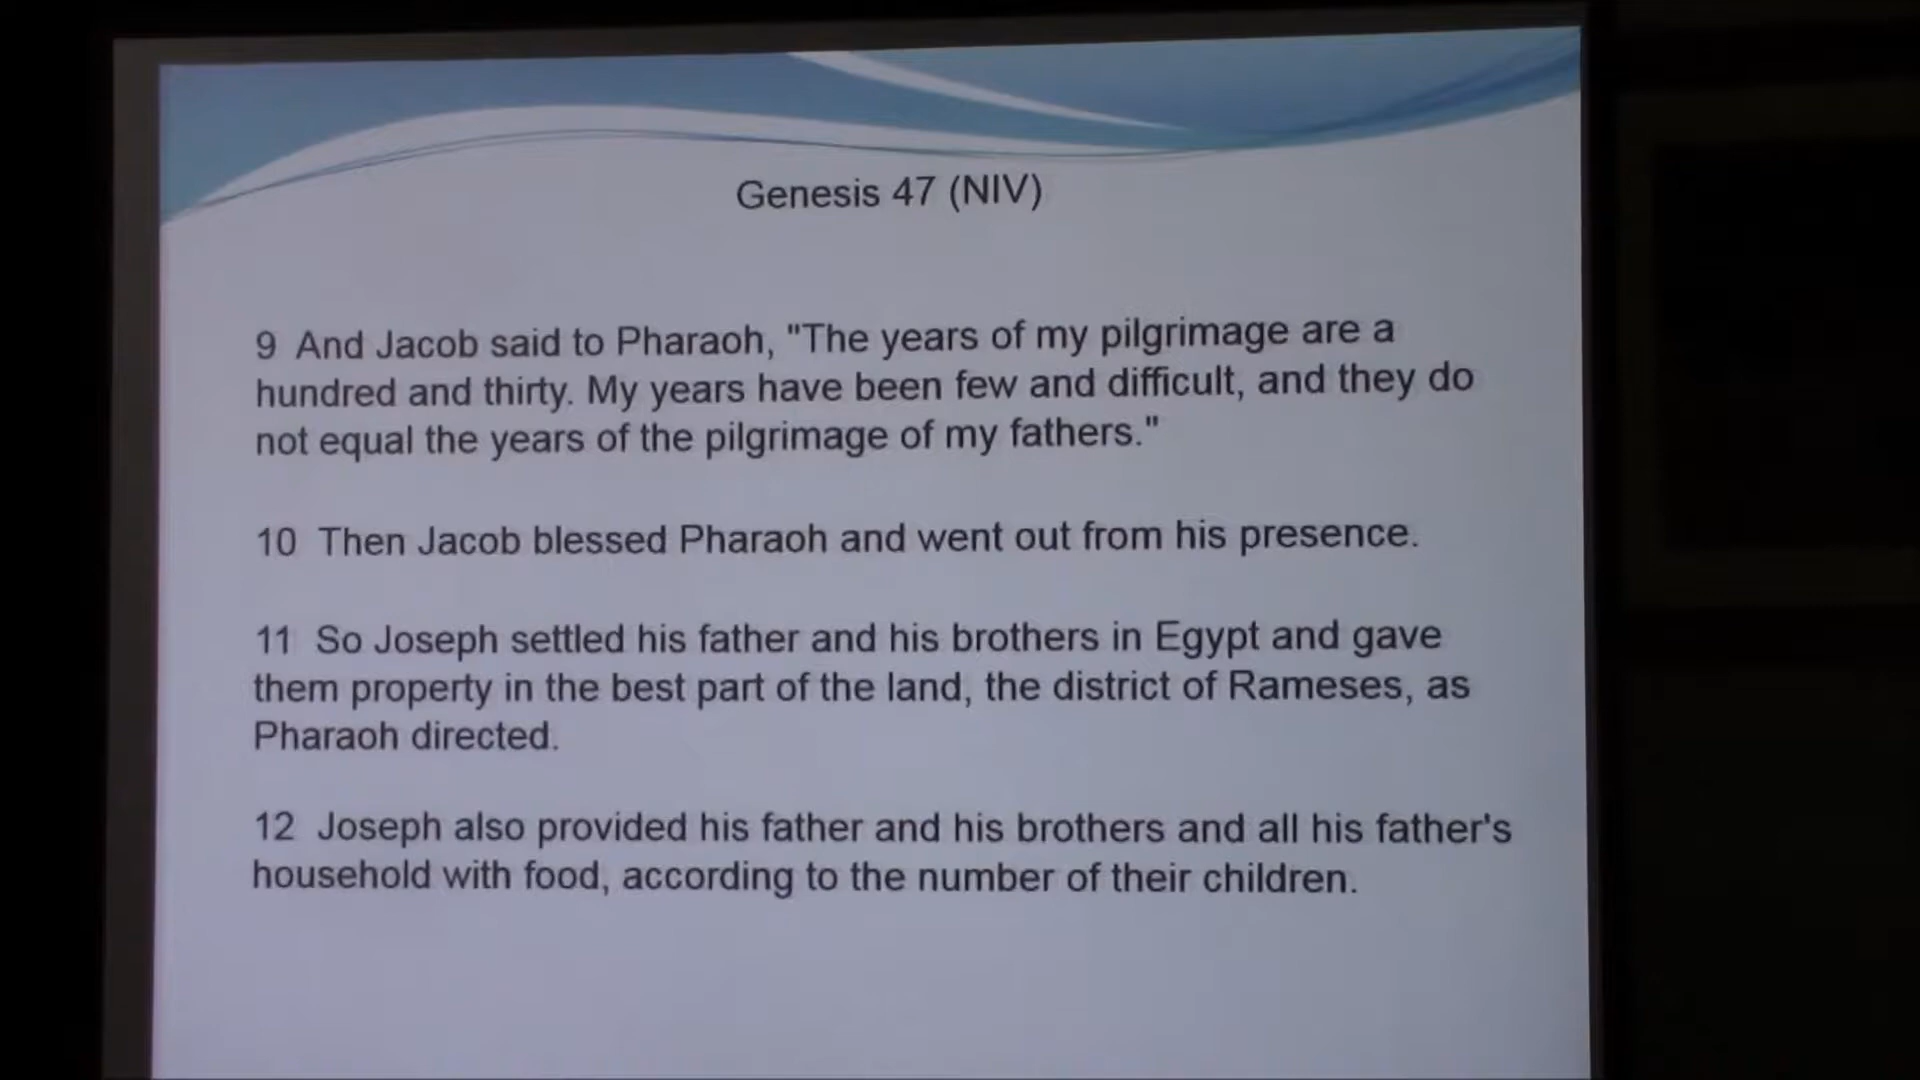 Genesis 47 (NIV)
9 And Jacob said to Pharaoh, "The years of my pilgrimage are a
hundred and thirty. My years have been few and difficult, and they do
not equal the years of the pilgrimage of my fathers."
10 Then Jacob blessed Pharaoh and went out from his presence.
11 So Joseph settled his father and his brothers in Egypt and gave
them property in the best part of the land, the district of Rameses, as
Pharaoh directed.
12 Joseph also provided his father and his brothers and all his father's
household with food, according to the number of their children.